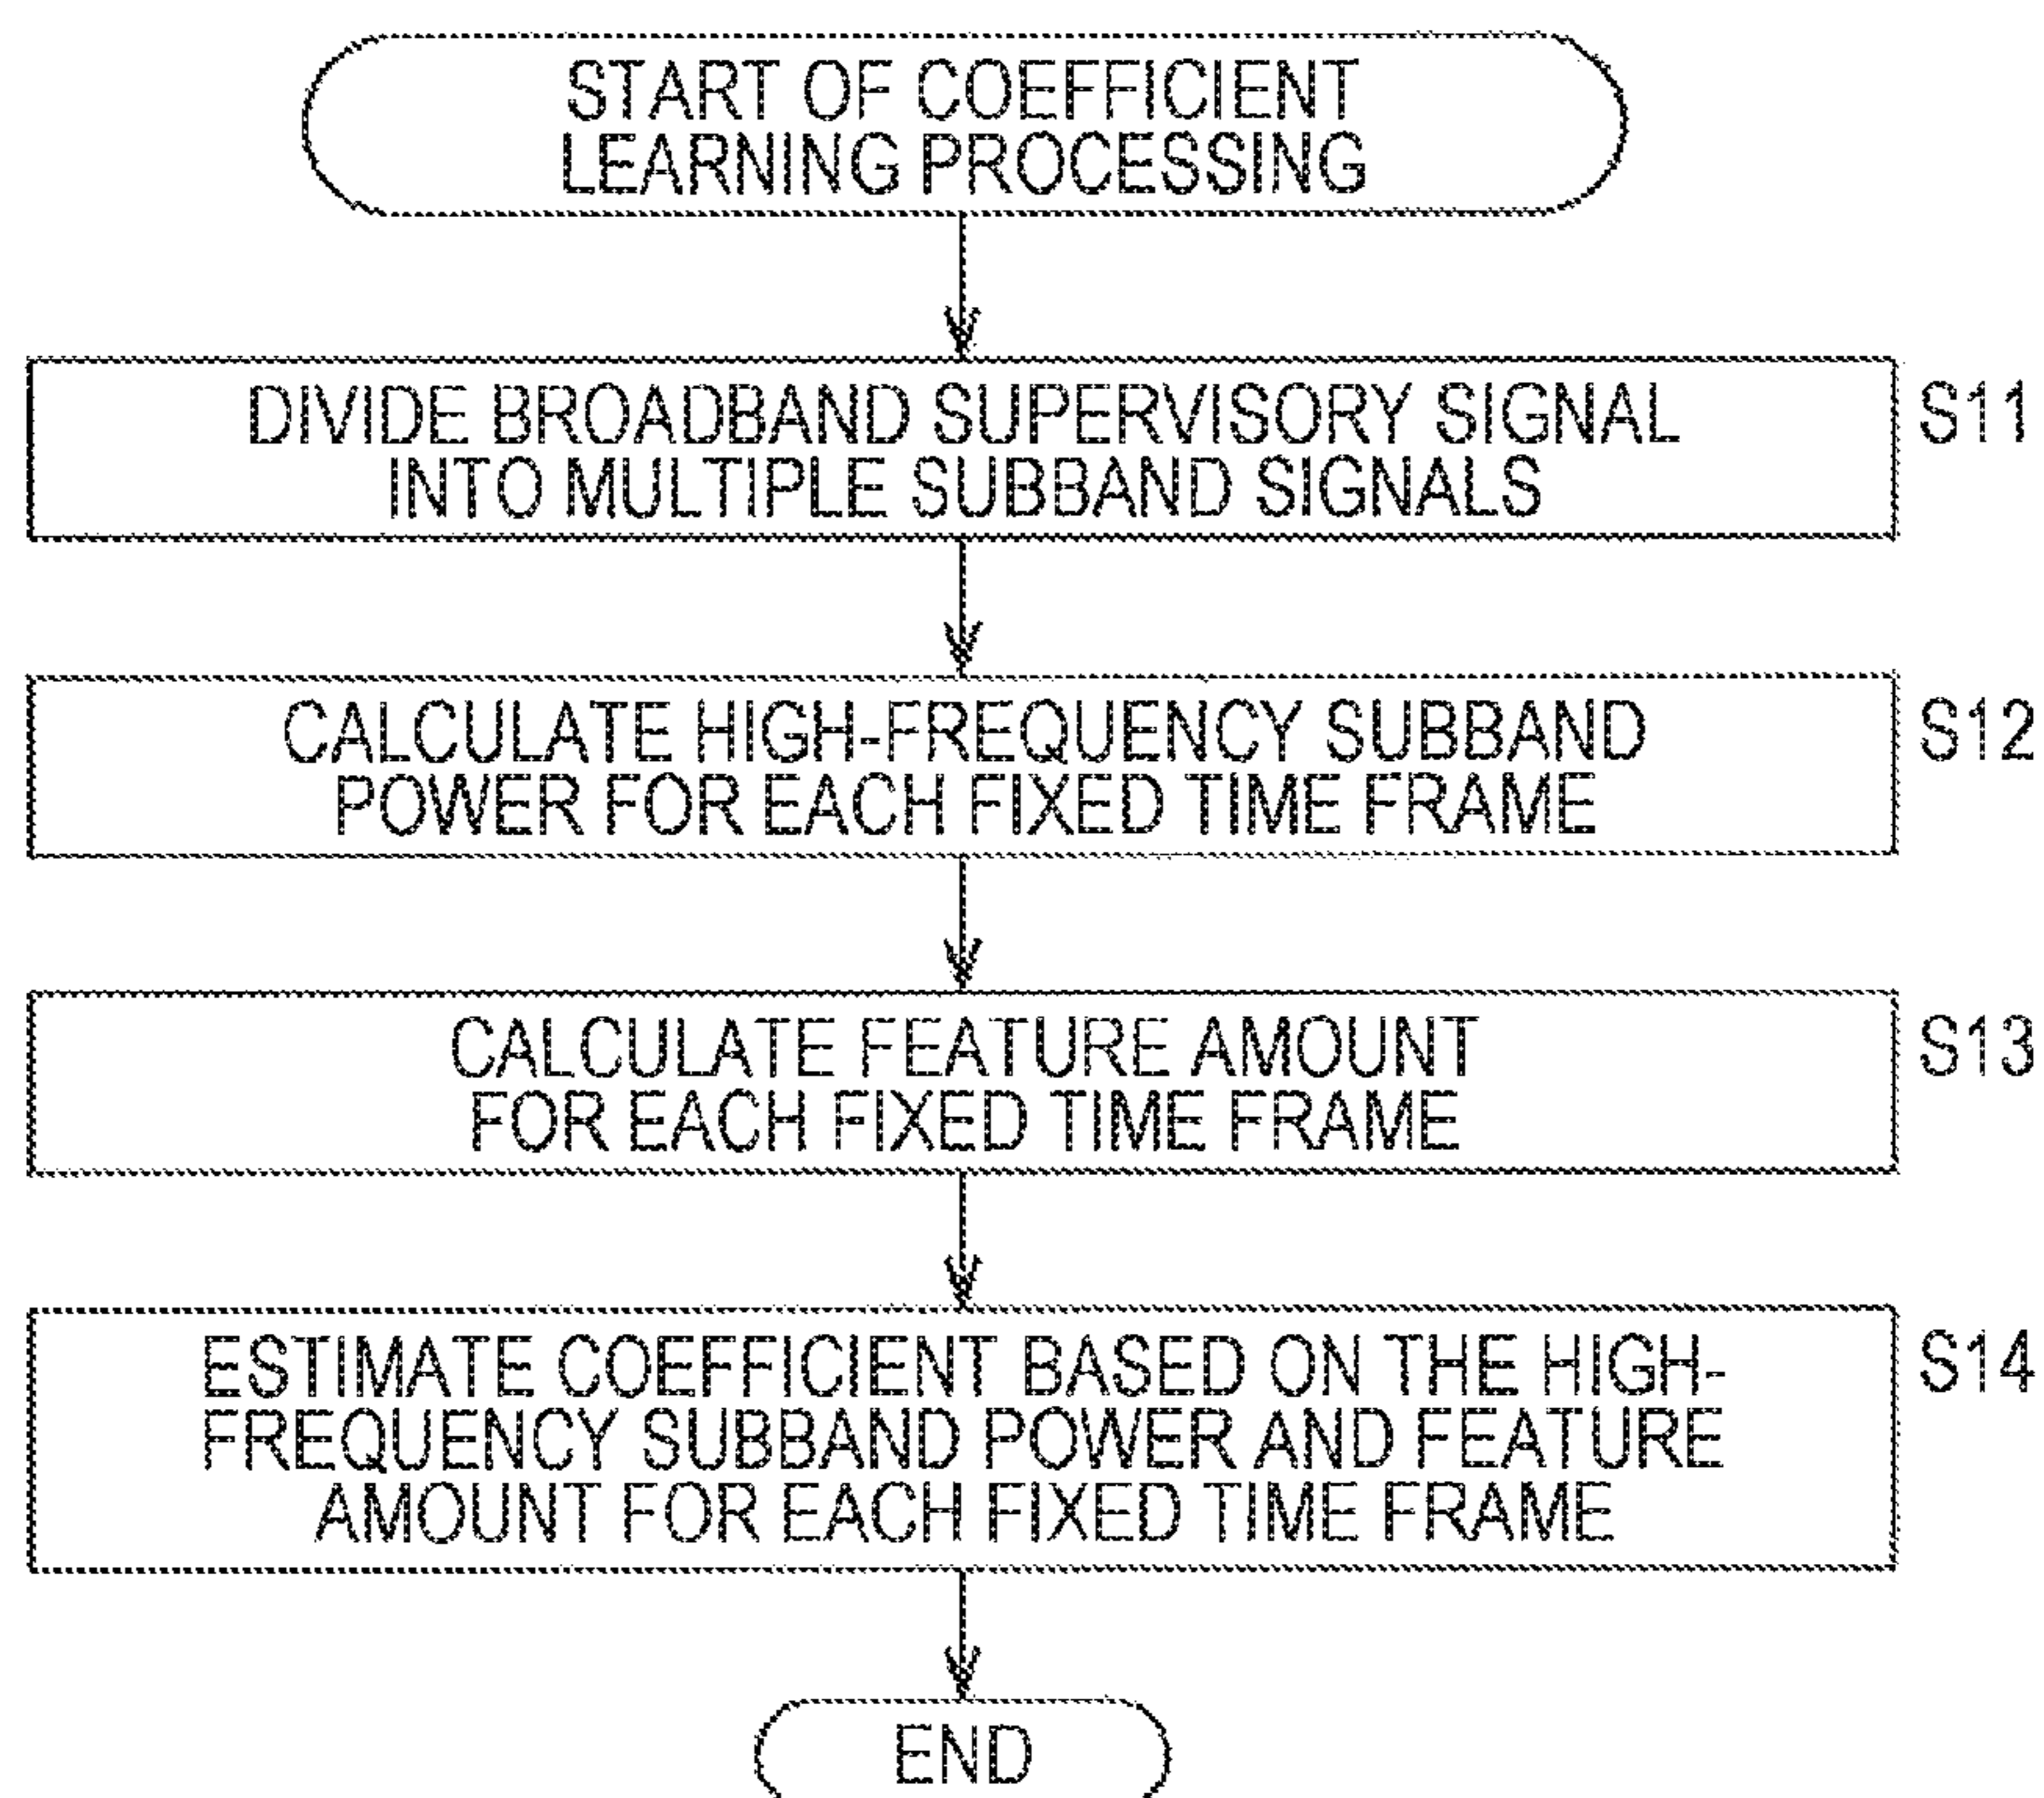 START OF COEFFICIENT
LEARNING PROCESSING
DIVIDE BROADBAND SUPERVISORY SIGNAL
INTO MULTIPLE SUBBAND SIGNALS
S11
CALCULATE HIGH-FREQUENCY SUBBAND
POWER FOR EACH FIXED TIME FRAME
S12
CALCULATE FEATURE AMOUNT
FOR EACH FIXED TIME FRAME
S13
ESTIMATE COEFFICIENT BASED ON THE HIGH-
FREQUENCY SUBBAND POWER AND FEATURE
AMOUNT FOR EACH FIXED TIME FRAME
S14
END